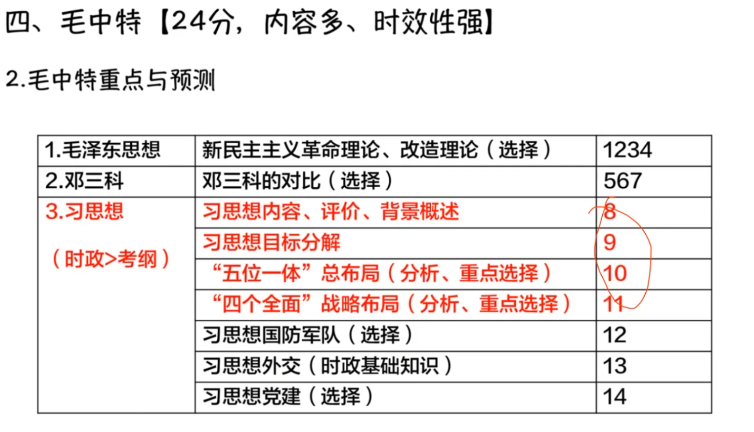 四、毛中特【24分，内容多、时效性强】
2.毛中特重点与预测
1.毛泽东思想 新民主主义革命理论、改造理论（选择） 1234
2.邓三科 邓三科的对比（选择） 567
3.习思想 习思想内容、评价、背景概述 8
习思想目标分解 9
（时政>考纲） “五位一体”总布局（分析、重点选择） 10
“四个全面”战略布局（分析、重点选择） 11
习思想国防军队（选择） 12
习思想外交（时政基础知识） 13
习思想党建（选择） 14